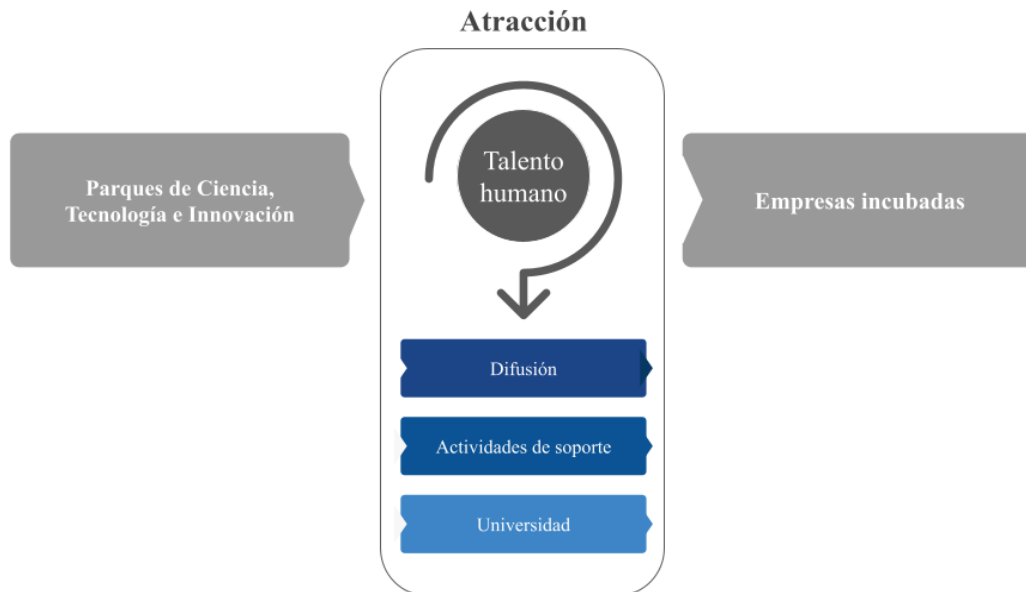 Atracción
Parques de Ciencia,
Tecnología e Innovación
Talento
humano
Empresas incubadas
Difusión
Actividades de soporte
Universidad